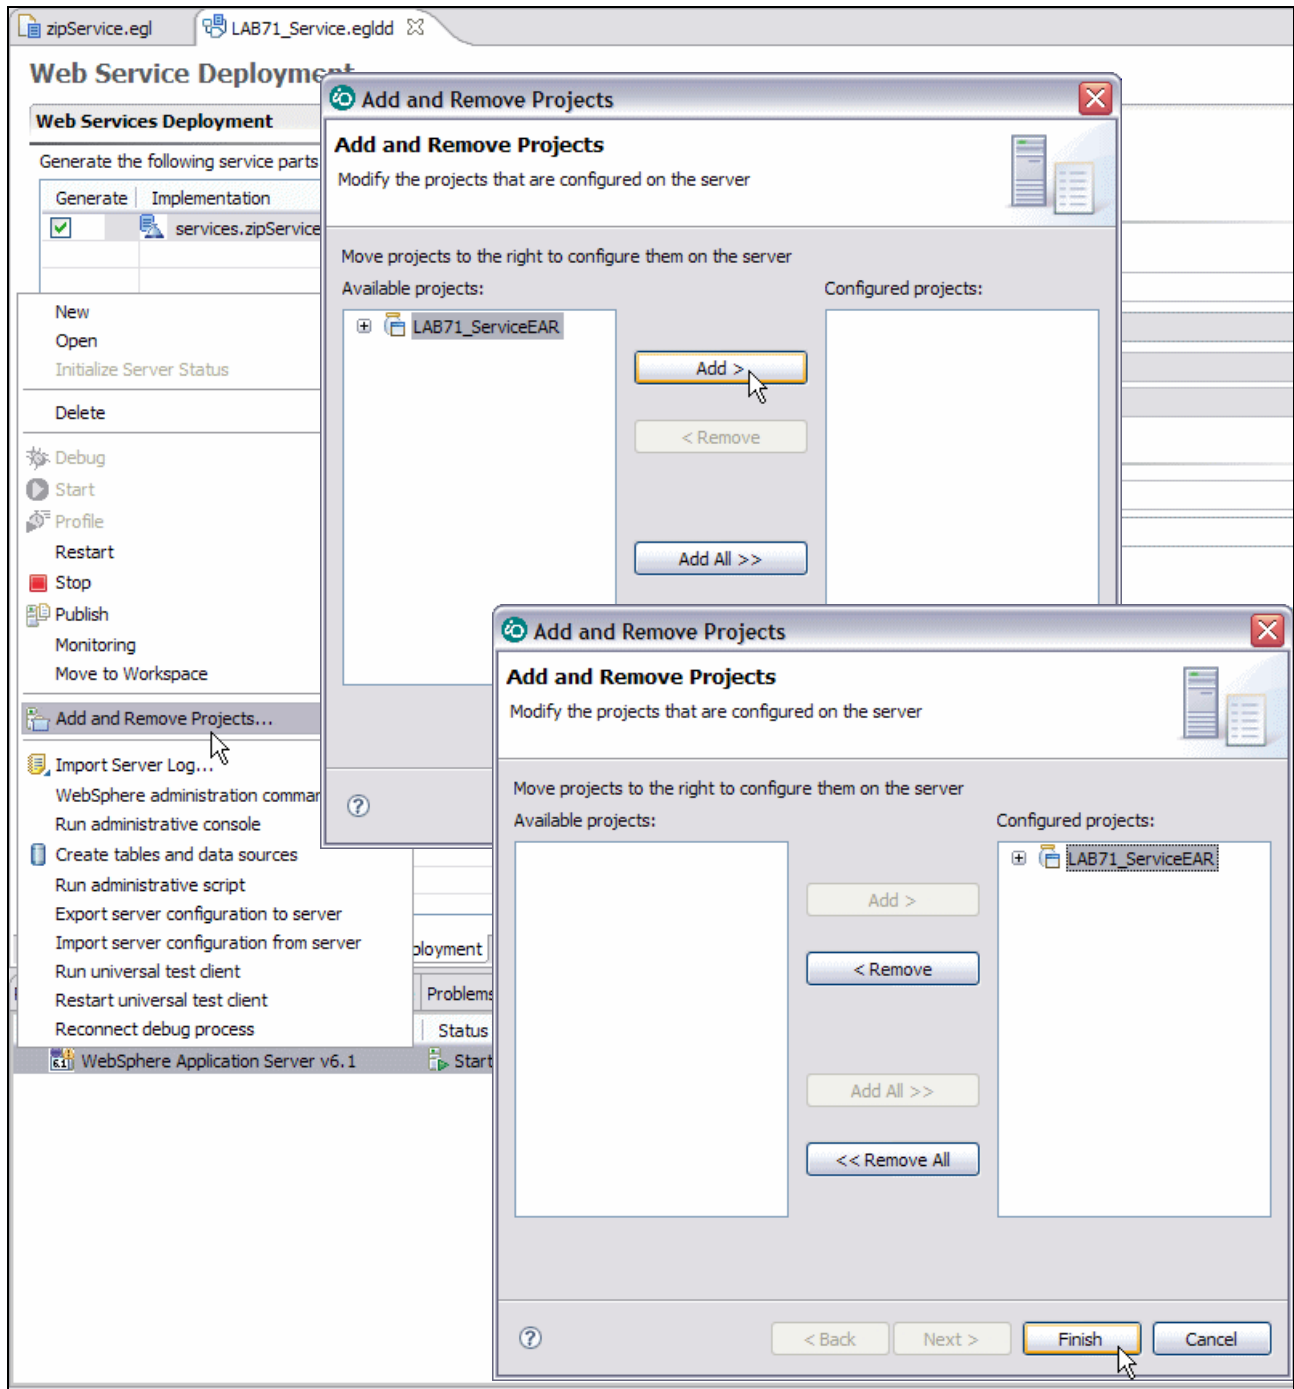 zipService.egl
LAB71_Service.egldd
Web Service Deployment
Web Services Deployment
Generate the following service parts
Generate
Implementation
services.zipService
New
Open
Initialize Server Status
Delete
Debug
Start
Profile
Restart
Stop
Publish
Monitoring
Move to Workspace
Add and Remove Projects...
Import Server Log...
WebSphere administration comman
Run administrative console
Create tables and data sources
Run administrative script
Export server configuration to server
Import server configuration from server
Run universal test client
Restart universal test client
Reconnect debug process
ployment
Problems
Status
6.1
WebSphere Application Server v6.1
Start
Add and Remove Projects
Add and Remove Projects
Modify the projects that are configured on the server
Move projects to the right to configure them on the server
Available projects:
Configured projects:
LAB71_ServiceEAR
Add >
< Remove
Add All >>
Add and Remove Projects
Add and Remove Projects
Modify the projects that are configured on the server
Move projects to the right to configure them on the server
Available projects:
Configured projects:
LAB71_ServiceEAR
Add >
< Remove
Add All >>
<< Remove All
< Back
Next >
Finish
Cancel